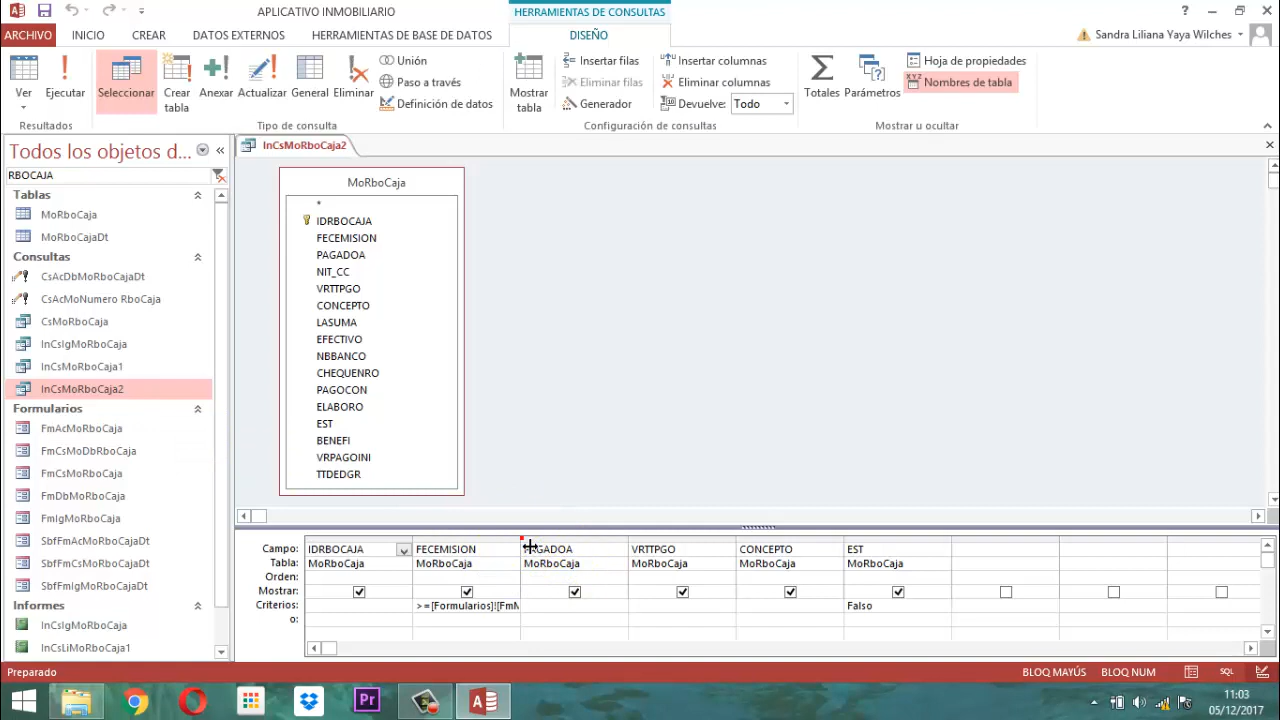 APLICATIVO INMOBILIARIO
HERRAMIENTAS DE CONSULTAS
?
ARCHIVO
INICIO
CREAR
DATOS EXTERNOS
HERRAMIENTAS DE BASE DE DATOS
DISEÑO
Sandra Liliana Yaya Wilches
Ver
Ejecutar
Seleccionar
Crear tabla
Anexar
Actualizar
General
Eliminar
Unión
Paso a través
Definición de datos
Mostrar tabla
Insertar filas
Eliminar filas
Generador
Insertar columnas
Eliminar columnas
Devuelve: Todo
Totales
Parámetros
Hoja de propiedades
Nombres de tabla
Resultados
Tipo de consulta
Configuración de consultas
Mostrar u ocultar
Todos los objetos d...
RBOCAJA
Tablas
MoRboCaja
MoRboCajaDt
Consultas
CsAcDbMoRboCajaDt
CsAcMoNumero RboCaja
CsMoRboCaja
InCsIgMoRboCaja
InCsMoRboCaja1
InCsMoRboCaja2
Formularios
FmAcMoRboCaja
FmCsMoDbRboCaja
FmCsMoRboCaja
FmDbMoRboCaja
FmIgMoRboCaja
SbfFmAcMoRboCajaDt
SbfFmCsMoRboCajaDt
SbfFmIgMoRboCajaDt
Informes
InCsIgMoRboCaja
InCsLiMoRboCaja1
InCsMoRboCaja2
MoRboCaja
*
IDRBOCAJA
FECEMISION
PAGADOA
NIT_CC
VRTTPGO
CONCEPTO
LASUMA
EFECTIVO
NBBANCO
CHEQUENRO
PAGOCON
ELABORO
EST
BENEFI
VRPAGOINI
TTDEDGR
Campo: IDRBOCAJA FECEMISION PAGADOA VRTTPGO CONCEPTO EST
Tabla: MoRboCaja MoRboCaja MoRboCaja MoRboCaja MoRboCaja MoRboCaja
Orden:
Mostrar:
Criterios: >=[Formularios]![FmM Falso
o:
Preparado
BLOQ MAYÚS
BLOQ NUM
SQL
Pr
11:03
05/12/2017